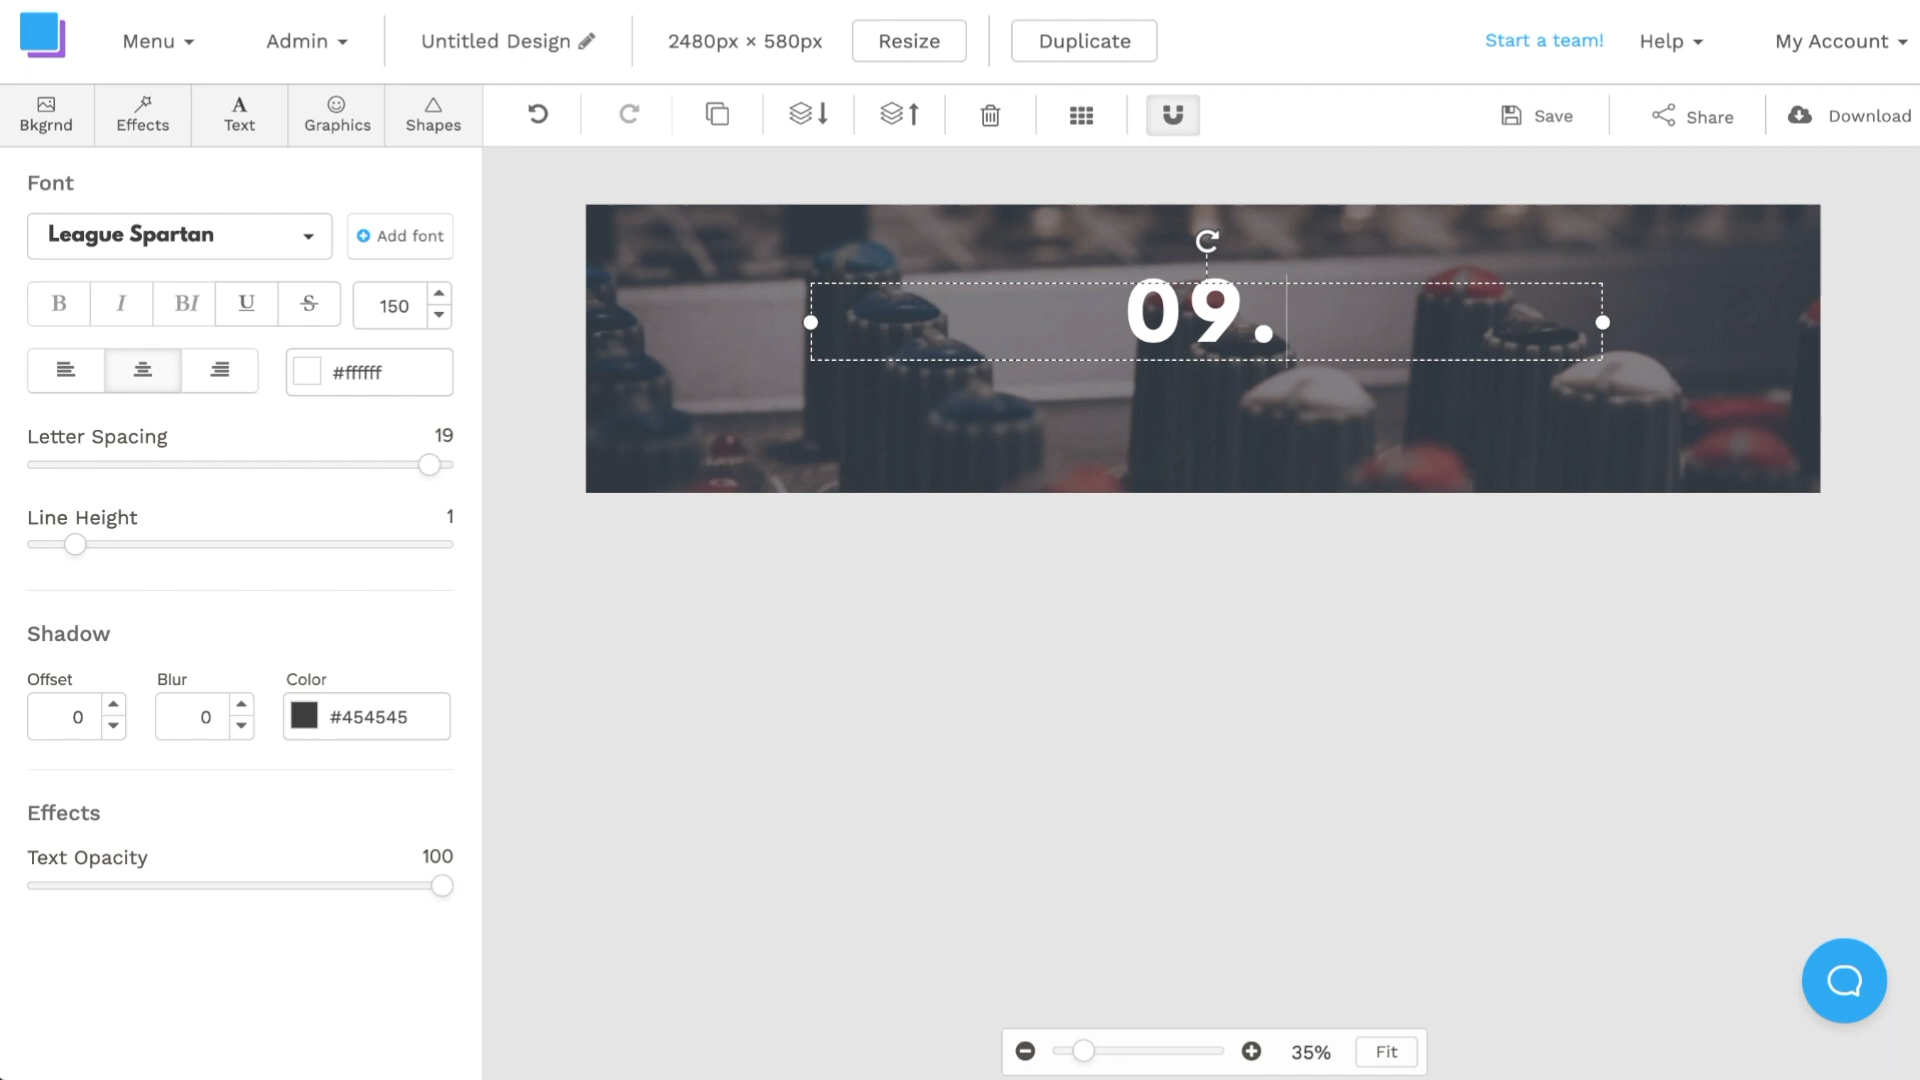 Menu
Admin
Untitled Design
2480px × 580px
Resize
Duplicate
Start a team!
Help
My Account
Bkgrnd
Effects
Text
Graphics
Shapes
Save
Share
Download
Font
League Spartan
Add font
B I BI U S
150
#ffffff
Letter Spacing 19
Line Height 1
Shadow
Offset Blur Color
0 0 #454545
Effects
Text Opacity 100
09.
35%
Fit